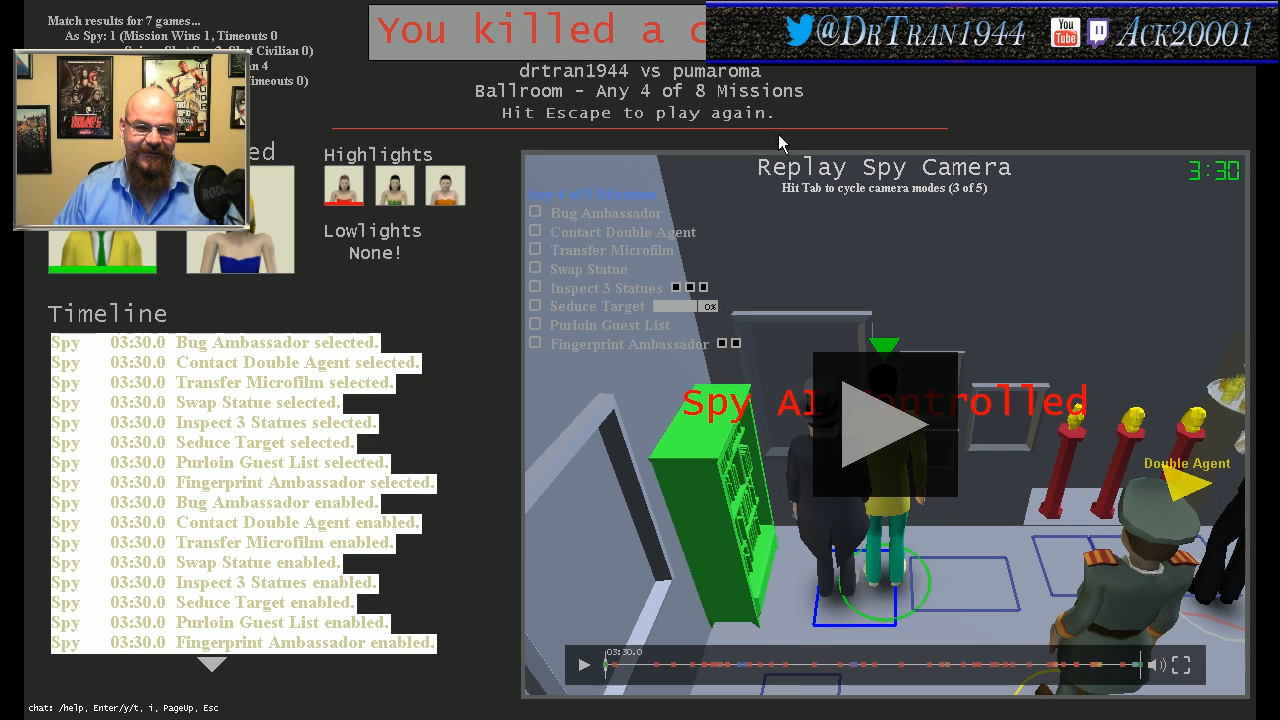 Match results for 7 games...
As Spy: 1 (Mission Wins 1, Timeouts 0
Civilian 0)
4
Timeouts 0)
You killed a c
@DrTran1944
You Tube
Ack20001
drtran1944 vs pumaroma
Ballroom - Any 4 of 8 Missions
Hit Escape to play again.
ed
RODE
Highlights
Lowlights
None!
Replay Spy Camera
Hit Tab to cycle camera modes (3 of 5)
3:30
Any 4 of 8 Missions
Bug Ambassador
Contact Double Agent
Transfer Microfilm
Swap Statue
Inspect 3 Statues
Seduce Target 0%
Purloin Guest List
Fingerprint Ambassador
Spy AI Controlled
Double Agent
03:30.0
Timeline
Spy 03:30.0 Bug Ambassador selected.
Spy 03:30.0 Contact Double Agent selected.
Spy 03:30.0 Transfer Microfilm selected.
Spy 03:30.0 Swap Statue selected.
Spy 03:30.0 Inspect 3 Statues selected.
Spy 03:30.0 Seduce Target selected.
Spy 03:30.0 Purloin Guest List selected.
Spy 03:30.0 Fingerprint Ambassador selected.
Spy 03:30.0 Bug Ambassador enabled.
Spy 03:30.0 Contact Double Agent enabled.
Spy 03:30.0 Transfer Microfilm enabled.
Spy 03:30.0 Swap Statue enabled.
Spy 03:30.0 Inspect 3 Statues enabled.
Spy 03:30.0 Seduce Target enabled.
Spy 03:30.0 Purloin Guest List enabled.
Spy 03:30.0 Fingerprint Ambassador enabled.
chat: /help, Enter/y/t, i, PageUp, Esc